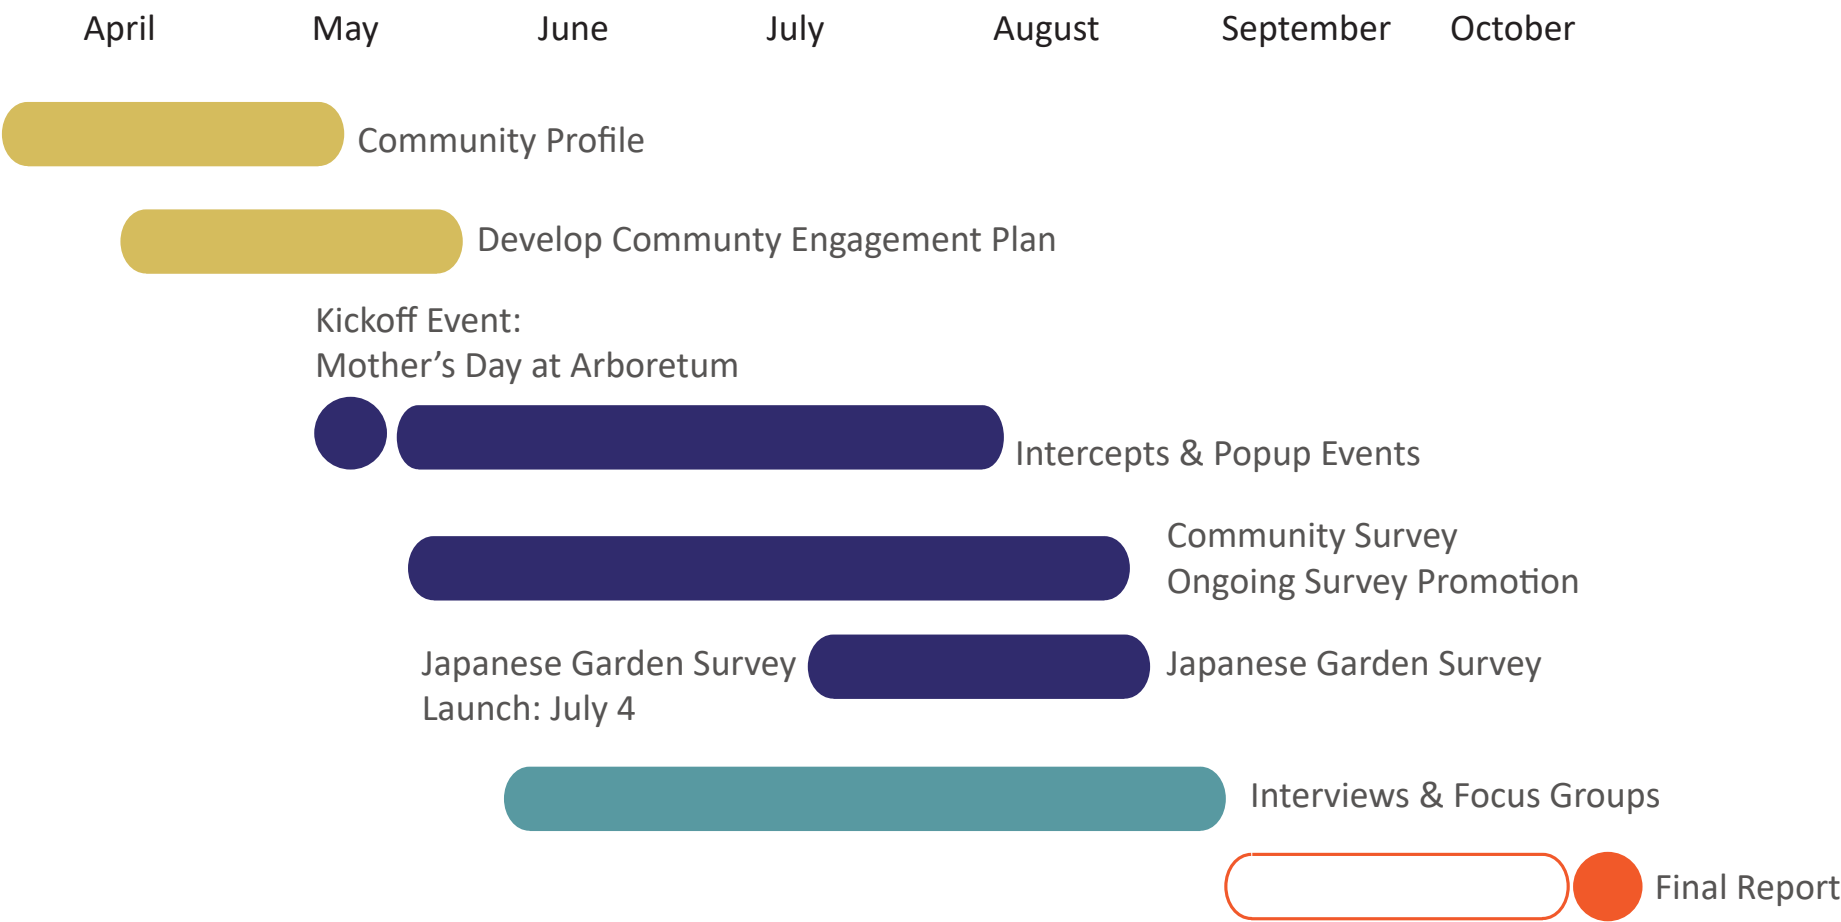 April May June July August September October
Community Profile
Develop Communty Engagement Plan
Kickoff Event:
Mother’s Day at Arboretum
Intercepts & Popup Events
Community Survey
Ongoing Survey Promotion
Japanese Garden Survey
Launch: July 4
Japanese Garden Survey
Interviews & Focus Groups
Final Report